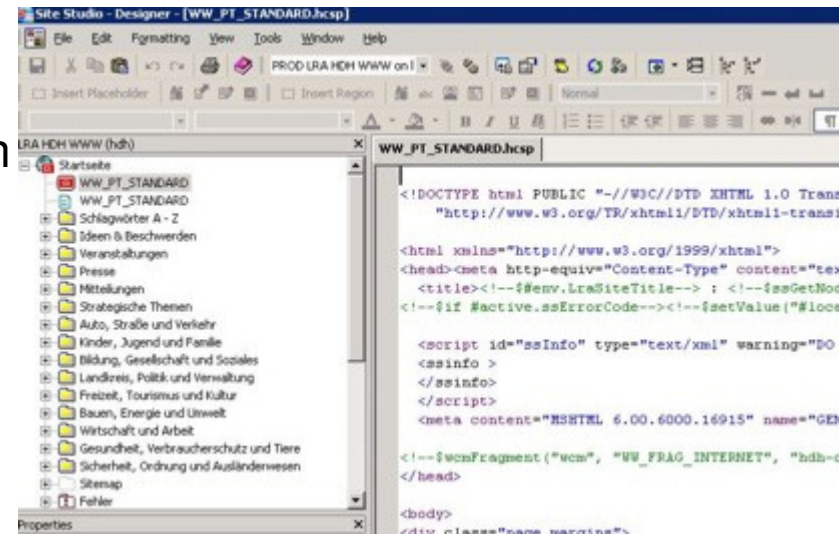 Site Studio - Designer - [WW_PT_STANDARD.hcsp]
File Edit Formatting View Tools Window Help
PROD LRA HDH WWW on l
Insert Placeholder Insert Region Normal
A B I U
n LRA HDH WWW (hdh)
WW_PT_STANDARD.hcsp
Startseite
WW_PT_STANDARD
WW_PT_STANDARD
Schlagwörter A - Z
Ideen & Beschwerden
Veranstaltungen
Presse
Mitteilungen
Strategische Themen
Auto, Straße und Verkehr
Kinder, Jugend und Familie
Bildung, Gesellschaft und Soziales
Landkreis, Politik und Verwaltung
Freizeit, Tourismus und Kultur
Bauen, Energie und Umwelt
Wirtschaft und Arbeit
Gesundheit, Verbraucherschutz und Tiere
Sicherheit, Ordnung und Ausländerwesen
Sitemap
Fehler
Properties
<!DOCTYPE html PUBLIC "-//W3C//DTD XHTML 1.0 Trans
"http://www.w3.org/TR/xhtml1/DTD/xhtml1-transi
<html xmlns="http://www.w3.org/1999/xhtml">
<head><meta http-equiv="Content-Type" content="tex
<title><!--$#env.LraSiteTitle--> : <!--$ssGetNod
<!--$if #active.ssErrorCode--><!--$setValue("#loca
<script id="ssInfo" type="text/xml" warning="DO
<ssinfo >
</ssinfo>
</script>
<meta content="MSHTML 6.00.6000.16915" name="GEN
<!--$wcmFragment("wcm", "WW_FRAG_INTERNET", "hdh-
</head>
<body>
<div class="page_margins">